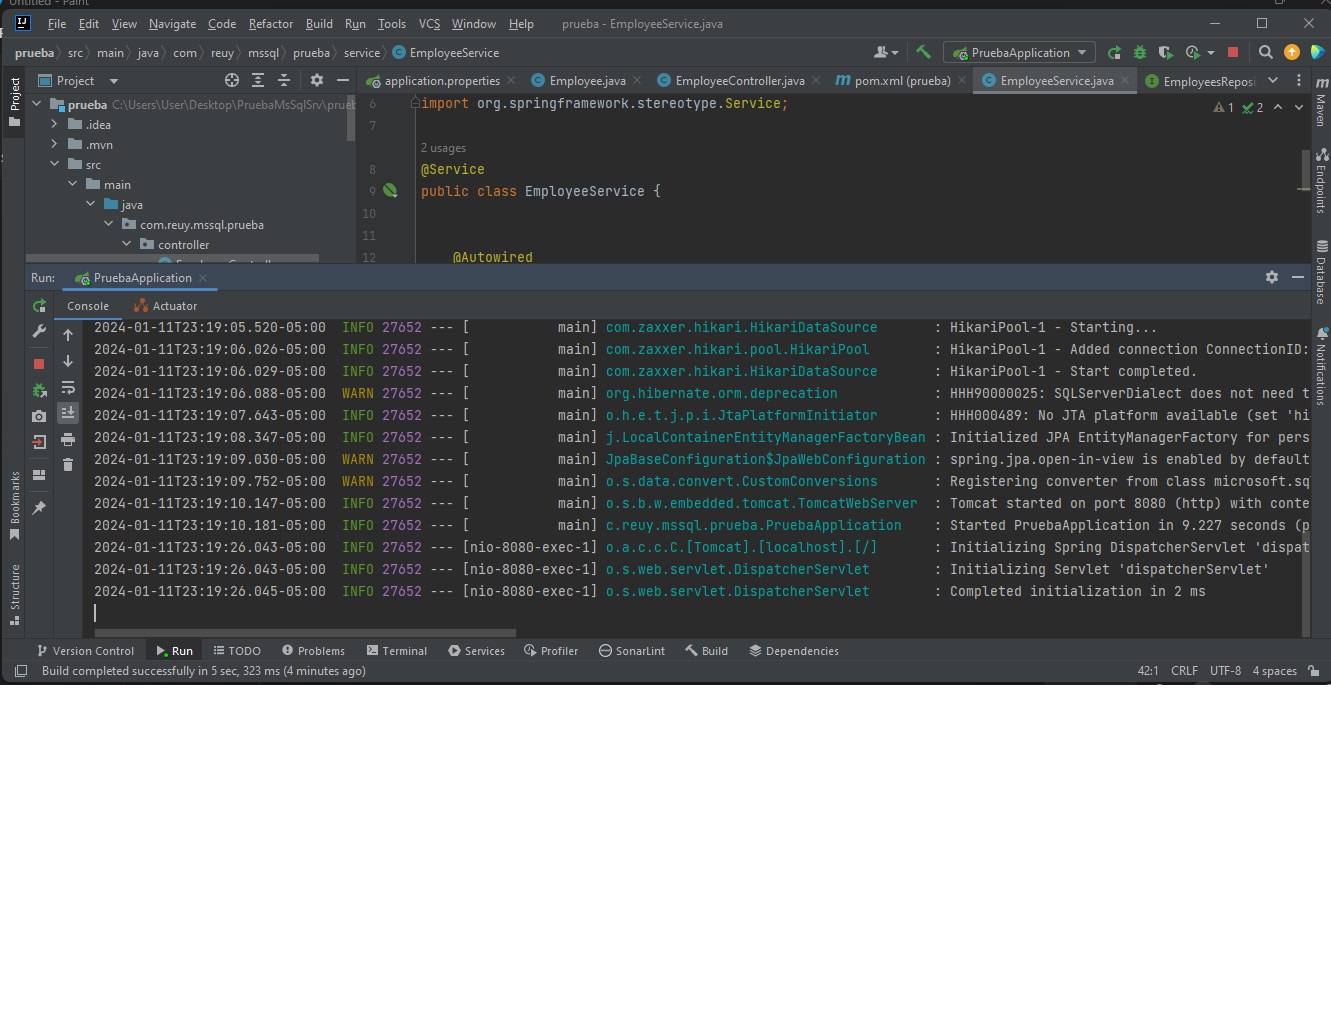 Untitled - Paint
File Edit View Navigate Code Refactor Build Run Tools VCS Window Help prueba - EmployeeService.java
prueba src main java com reuy mssql prueba service EmployeeService PruebaApplication
Project
application.properties Employee.java EmployeeController.java pom.xml (prueba) EmployeeService.java EmployeesReposi
prueba C:\Users\User\Desktop\PruebaMsSqlSrv\prueb
.idea
.mvn
src
main
java
com.reuy.mssql.prueba
controller
6 import org.springframework.stereotype.Service;
7
2 usages
8 @Service
9 public class EmployeeService {
10
11
12 @Autowired
1 2
Run: PruebaApplication
Console Actuator
2024-01-11T23:19:05.520-05:00 INFO 27652 --- [ main] com.zaxxer.hikari.HikariDataSource : HikariPool-1 - Starting...
2024-01-11T23:19:06.026-05:00 INFO 27652 --- [ main] com.zaxxer.hikari.pool.HikariPool : HikariPool-1 - Added connection ConnectionID:
2024-01-11T23:19:06.029-05:00 INFO 27652 --- [ main] com.zaxxer.hikari.HikariDataSource : HikariPool-1 - Start completed.
2024-01-11T23:19:06.088-05:00 WARN 27652 --- [ main] org.hibernate.orm.deprecation : HHH90000025: SQLServerDialect does not need t
2024-01-11T23:19:07.643-05:00 INFO 27652 --- [ main] o.h.e.t.j.p.i.JtaPlatformInitiator : HHH000489: No JTA platform available (set 'hi
2024-01-11T23:19:08.347-05:00 INFO 27652 --- [ main] j.LocalContainerEntityManagerFactoryBean : Initialized JPA EntityManagerFactory for pers
2024-01-11T23:19:09.030-05:00 WARN 27652 --- [ main] JpaBaseConfiguration$JpaWebConfiguration : spring.jpa.open-in-view is enabled by default
2024-01-11T23:19:09.752-05:00 WARN 27652 --- [ main] o.s.data.convert.CustomConversions : Registering converter from class microsoft.sq
2024-01-11T23:19:10.147-05:00 INFO 27652 --- [ main] o.s.b.w.embedded.tomcat.TomcatWebServer : Tomcat started on port 8080 (http) with conte
2024-01-11T23:19:10.181-05:00 INFO 27652 --- [ main] c.reuy.mssql.prueba.PruebaApplication : Started PruebaApplication in 9.227 seconds (p
2024-01-11T23:19:26.043-05:00 INFO 27652 --- [nio-8080-exec-1] o.a.c.c.C.[Tomcat].[localhost].[/] : Initializing Spring DispatcherServlet 'dispat
2024-01-11T23:19:26.043-05:00 INFO 27652 --- [nio-8080-exec-1] o.s.web.servlet.DispatcherServlet : Initializing Servlet 'dispatcherServlet'
2024-01-11T23:19:26.045-05:00 INFO 27652 --- [nio-8080-exec-1] o.s.web.servlet.DispatcherServlet : Completed initialization in 2 ms
Project
Bookmarks
Structure
Maven
Endpoints
Database
Notifications
Version Control Run TODO Problems Terminal Services Profiler SonarLint Build Dependencies
Build completed successfully in 5 sec, 323 ms (4 minutes ago) 42:1 CRLF UTF-8 4 spaces